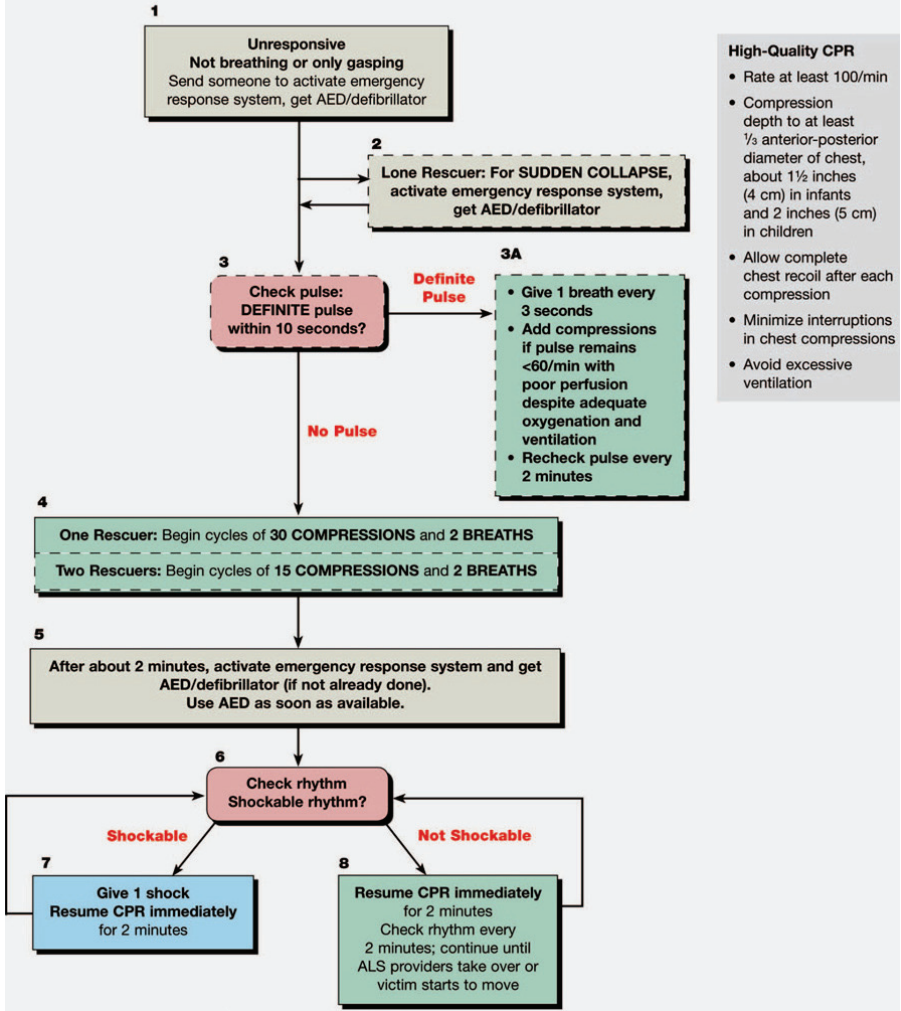 1
Unresponsive
Not breathing or only gasping
Send someone to activate emergency
response system, get AED/defibrillator
2
Lone Rescuer: For SUDDEN COLLAPSE,
activate emergency response system,
get AED/defibrillator
3
Check pulse:
DEFINITE pulse
within 10 seconds?
Definite
Pulse
3A
• Give 1 breath every
3 seconds
• Add compressions
if pulse remains
<60/min with
poor perfusion
despite adequate
oxygenation and
ventilation
• Recheck pulse every
2 minutes
No Pulse
4
One Rescuer: Begin cycles of 30 COMPRESSIONS and 2 BREATHS
Two Rescuers: Begin cycles of 15 COMPRESSIONS and 2 BREATHS
5
After about 2 minutes, activate emergency response system and get
AED/defibrillator (if not already done).
Use AED as soon as available.
6
Check rhythm
Shockable rhythm?
Shockable
Not Shockable
7
Give 1 shock
Resume CPR immediately
for 2 minutes
8
Resume CPR immediately
for 2 minutes
Check rhythm every
2 minutes; continue until
ALS providers take over or
victim starts to move
High-Quality CPR
• Rate at least 100/min
• Compression
depth to at least
⅓ anterior-posterior
diameter of chest,
about 1½ inches
(4 cm) in infants
and 2 inches (5 cm)
in children
• Allow complete
chest recoil after each
compression
• Minimize interruptions
in chest compressions
• Avoid excessive
ventilation